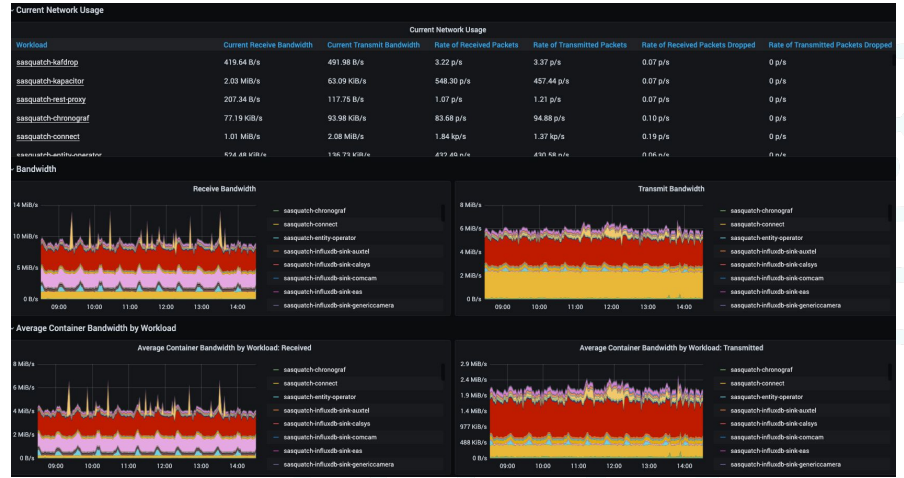 Current Network Usage
Current Network Usage
Workload Current Receive Bandwidth Current Transmit Bandwidth Rate of Received Packets Rate of Transmitted Packets Rate of Received Packets Dropped Rate of Transmitted Packets Dropped
sasquatch-kafdrop 419.64 B/s 491.98 B/s 3.22 p/s 3.37 p/s 0.07 p/s 0 p/s
sasquatch-kapacitor 2.03 MiB/s 63.09 KiB/s 548.30 p/s 457.44 p/s 0.07 p/s 0 p/s
sasquatch-rest-proxy 207.34 B/s 117.75 B/s 1.07 p/s 1.21 p/s 0.07 p/s 0 p/s
sasquatch-chronograf 77.19 KiB/s 93.98 KiB/s 83.68 p/s 94.88 p/s 0.10 p/s 0 p/s
sasquatch-connect 1.01 MiB/s 2.08 MiB/s 1.84 kp/s 1.37 kp/s 0.19 p/s 0 p/s
sasquatch-entity-operator 524.48 KiB/s 136.73 KiB/s 432.49 p/s 430.58 p/s 0.06 p/s 0 p/s
Bandwidth
Receive Bandwidth
14 MiB/s
10 MiB/s
5 MiB/s
0 B/s
09:00 10:00 11:00 12:00 13:00 14:00
sasquatch-chronograf
sasquatch-connect
sasquatch-entity-operator
sasquatch-influxdb-sink-auxtel
sasquatch-influxdb-sink-calsys
sasquatch-influxdb-sink-comcam
sasquatch-influxdb-sink-eas
sasquatch-influxdb-sink-genericcamera
Transmit Bandwidth
8 MiB/s
6 MiB/s
4 MiB/s
2 MiB/s
0 B/s
09:00 10:00 11:00 12:00 13:00 14:00
sasquatch-chronograf
sasquatch-connect
sasquatch-entity-operator
sasquatch-influxdb-sink-auxtel
sasquatch-influxdb-sink-calsys
sasquatch-influxdb-sink-comcam
sasquatch-influxdb-sink-eas
sasquatch-influxdb-sink-genericcamera
Average Container Bandwidth by Workload
Average Container Bandwidth by Workload: Received
8 MiB/s
6 MiB/s
4 MiB/s
2 MiB/s
0 B/s
09:00 10:00 11:00 12:00 13:00 14:00
sasquatch-chronograf
sasquatch-connect
sasquatch-entity-operator
sasquatch-influxdb-sink-auxtel
sasquatch-influxdb-sink-calsys
sasquatch-influxdb-sink-comcam
sasquatch-influxdb-sink-eas
sasquatch-influxdb-sink-genericcamera
Average Container Bandwidth by Workload: Transmitted
2.9 MiB/s
2.4 MiB/s
1.9 MiB/s
1.4 MiB/s
977 KiB/s
488 KiB/s
0 B/s
09:00 10:00 11:00 12:00 13:00 14:00
sasquatch-chronograf
sasquatch-connect
sasquatch-entity-operator
sasquatch-influxdb-sink-auxtel
sasquatch-influxdb-sink-calsys
sasquatch-influxdb-sink-comcam
sasquatch-influxdb-sink-eas
sasquatch-influxdb-sink-genericcamera